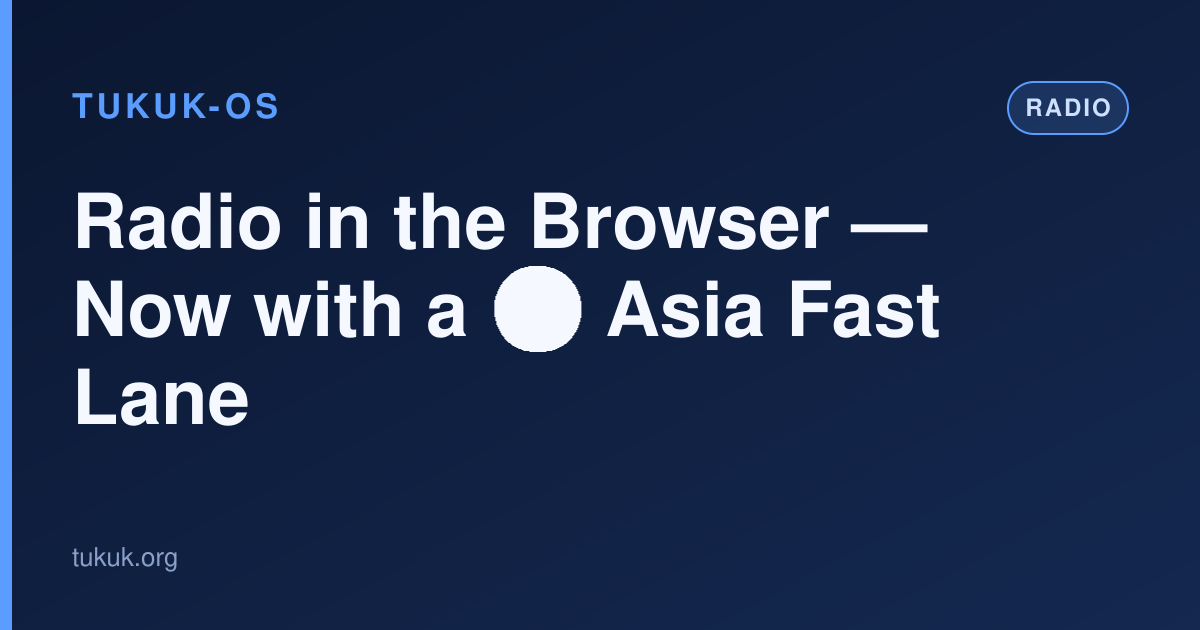 TUKUK-OS
RADIO
Radio in the Browser —
Now with a Asia Fast
Lane
tukuk.org